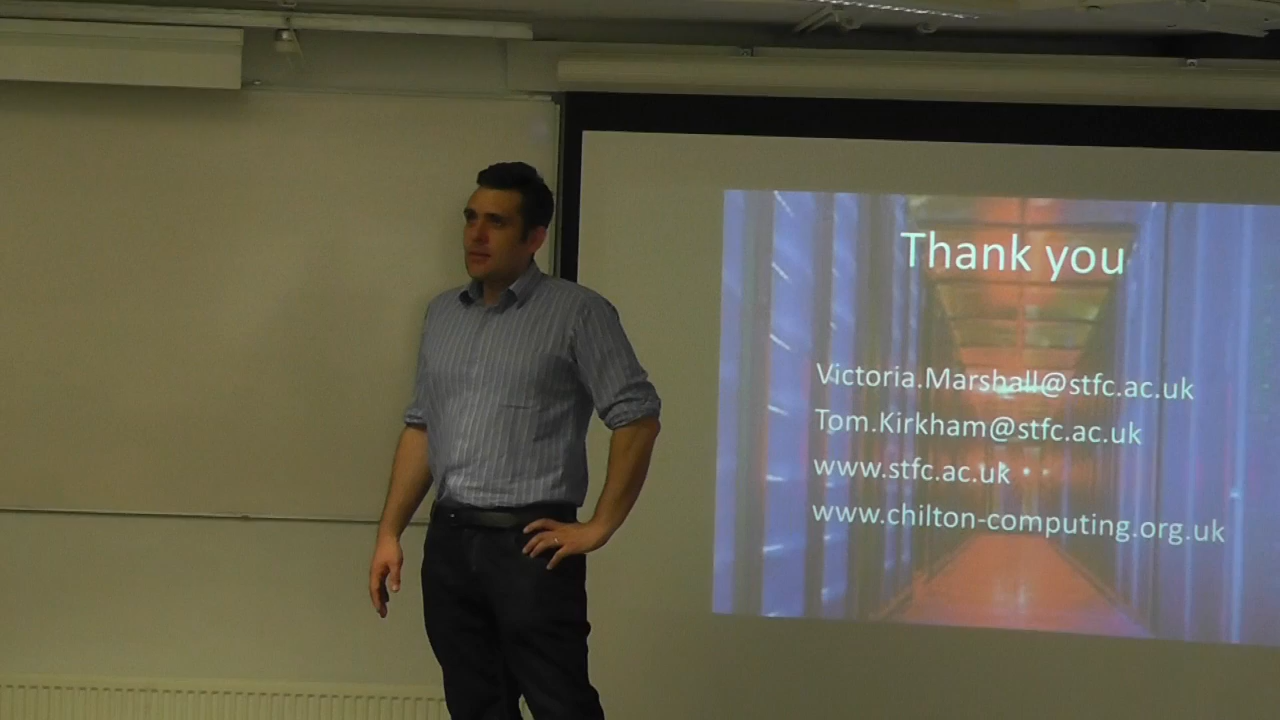 Thank you
Victoria.Marshall@stfc.ac.uk
Tom.Kirkham@stfc.ac.uk
www.stfc.ac.uk
www.chilton-computing.org.uk